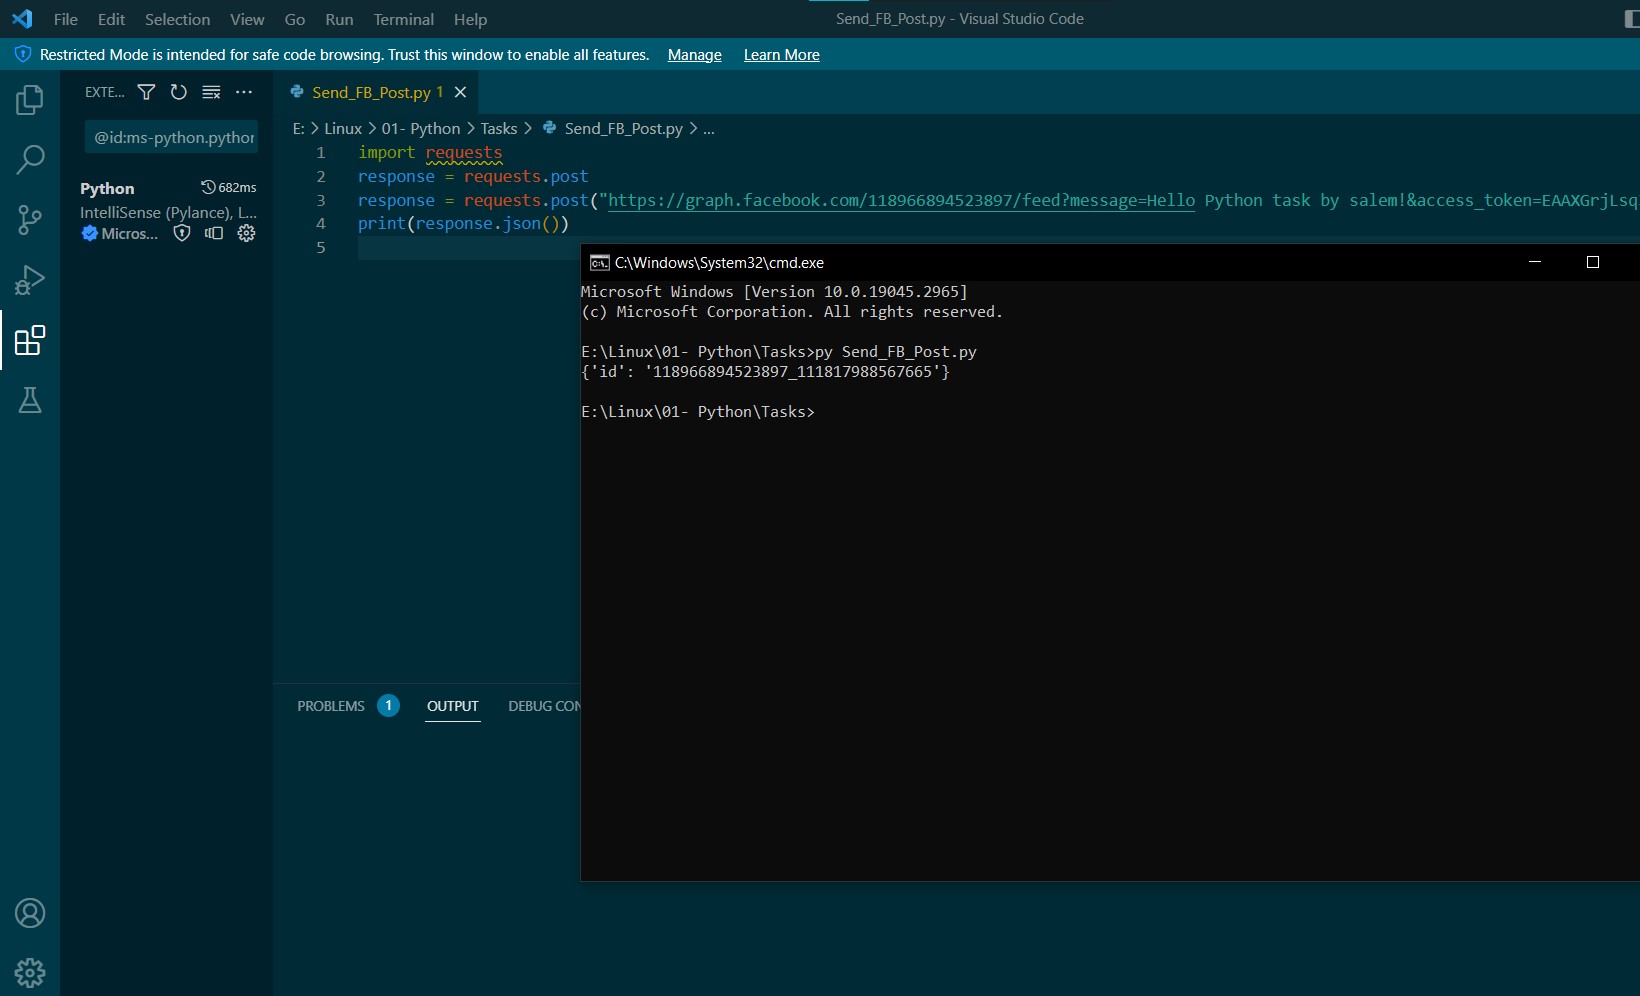 File Edit Selection View Go Run Terminal Help
Send_FB_Post.py - Visual Studio Code
Restricted Mode is intended for safe code browsing. Trust this window to enable all features. Manage Learn More
EXTE...
@id:ms-python.python
Python 682ms
IntelliSense (Pylance), L...
Micros...
Send_FB_Post.py 1
E: > Linux > 01- Python > Tasks > Send_FB_Post.py > ...
1 import requests
2 response = requests.post
3 response = requests.post("https://graph.facebook.com/118966894523897/feed?message=Hello Python task by salem!&access_token=EAAXGrjLsq
4 print(response.json())
5
C:\Windows\System32\cmd.exe
Microsoft Windows [Version 10.0.19045.2965]
(c) Microsoft Corporation. All rights reserved.
E:\Linux\01- Python\Tasks>py Send_FB_Post.py
{'id': '118966894523897_111817988567665'}
E:\Linux\01- Python\Tasks>
PROBLEMS 1 OUTPUT DEBUG CON